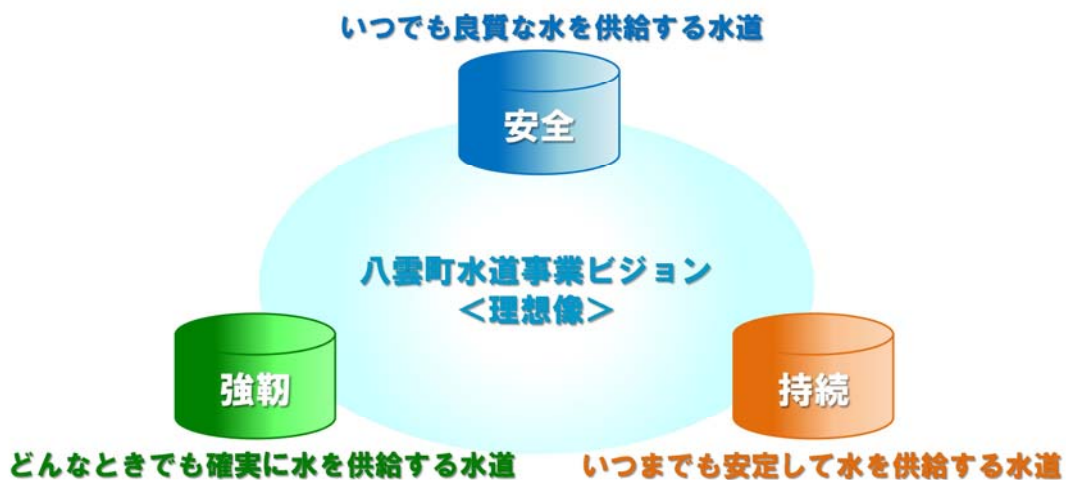 いつでも良質な水を供給する水道
安全
八雲町水道事業ビジョン
＜理想像＞
強靭
持続
どんなときでも確実に水を供給する水道
いつまでも安定して水を供給する水道